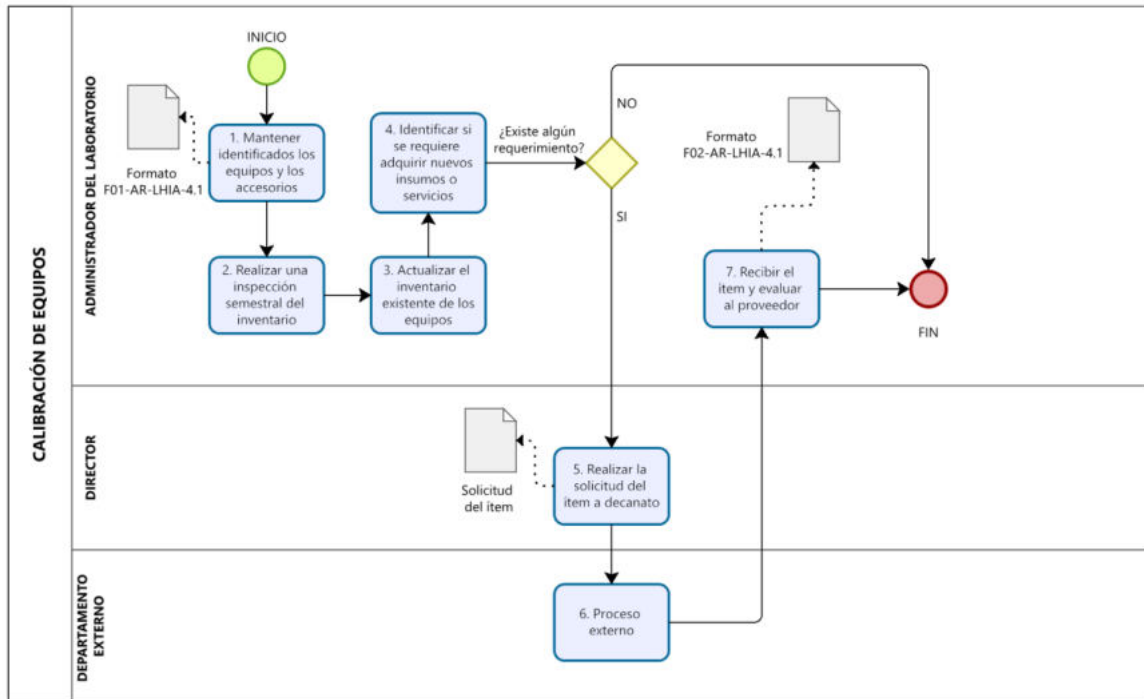 CALIBRACIÓN DE EQUIPOS
ADMINISTRADOR DEL LABORATORIO
INICIO
Formato
F01-AR-LHIA-4.1
1. Mantener
identificados los
equipos y los
accesorios
2. Realizar una
inspección
semestral del
inventario
3. Actualizar el
inventario
existente de los
equipos
4. Identificar si
se requiere
adquirir nuevos
insumos o
servicios
¿Existe algún
requerimiento?
NO
SI
Formato
F02-AR-LHIA-4.1
7. Recibir el
ítem y evaluar
al proveedor
FIN
DIRECTOR
Solicitud
del ítem
5. Realizar la
solicitud del
ítem a decanato
DEPARTAMENTO
EXTERNO
6. Proceso
externo